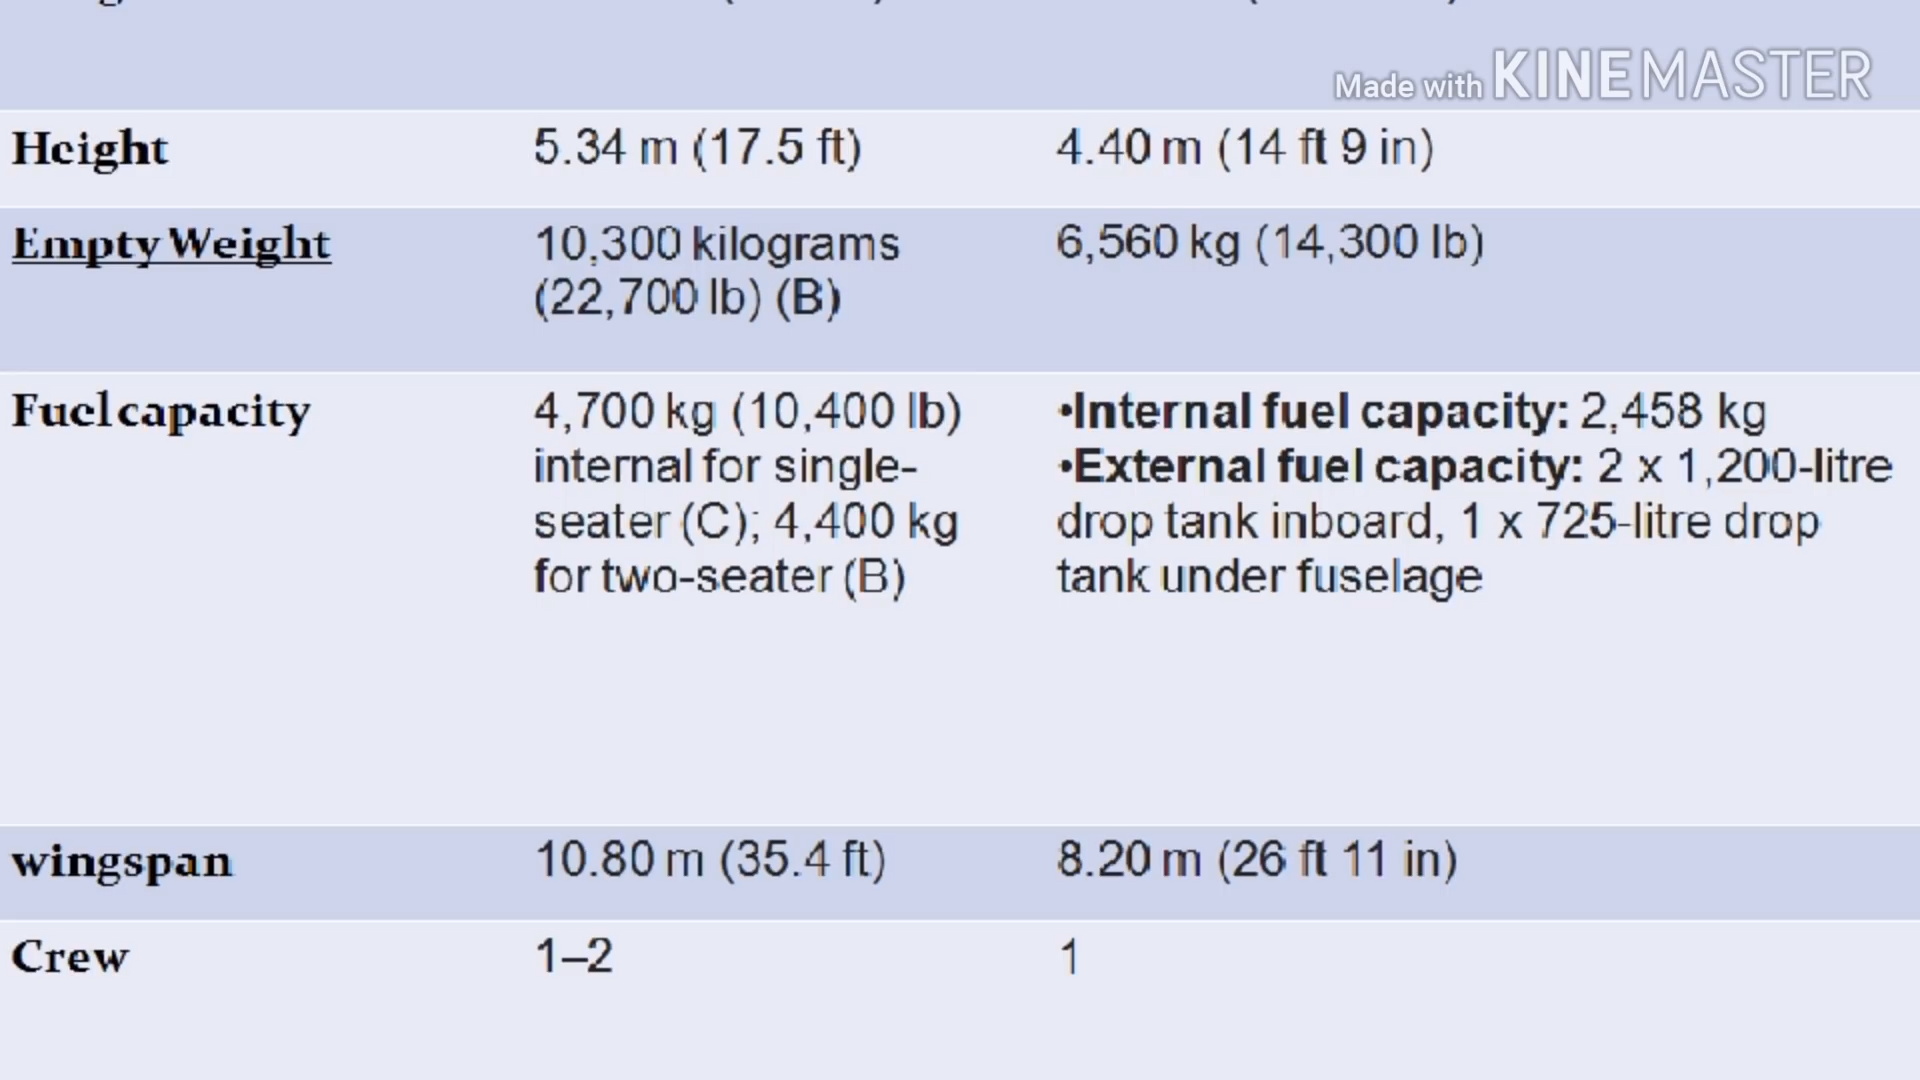 Made with KINEMASTER
Height 5.34 m (17.5 ft) 4.40 m (14 ft 9 in)
Empty Weight 10,300 kilograms 6,560 kg (14,300 lb)
(22,700 lb) (B)
Fuel capacity 4,700 kg (10,400 lb) •Internal fuel capacity: 2,458 kg
internal for single- •External fuel capacity: 2 x 1,200-litre
seater (C); 4,400 kg drop tank inboard, 1 x 725-litre drop
for two-seater (B) tank under fuselage
wingspan 10.80 m (35.4 ft) 8.20 m (26 ft 11 in)
Crew 1–2 1